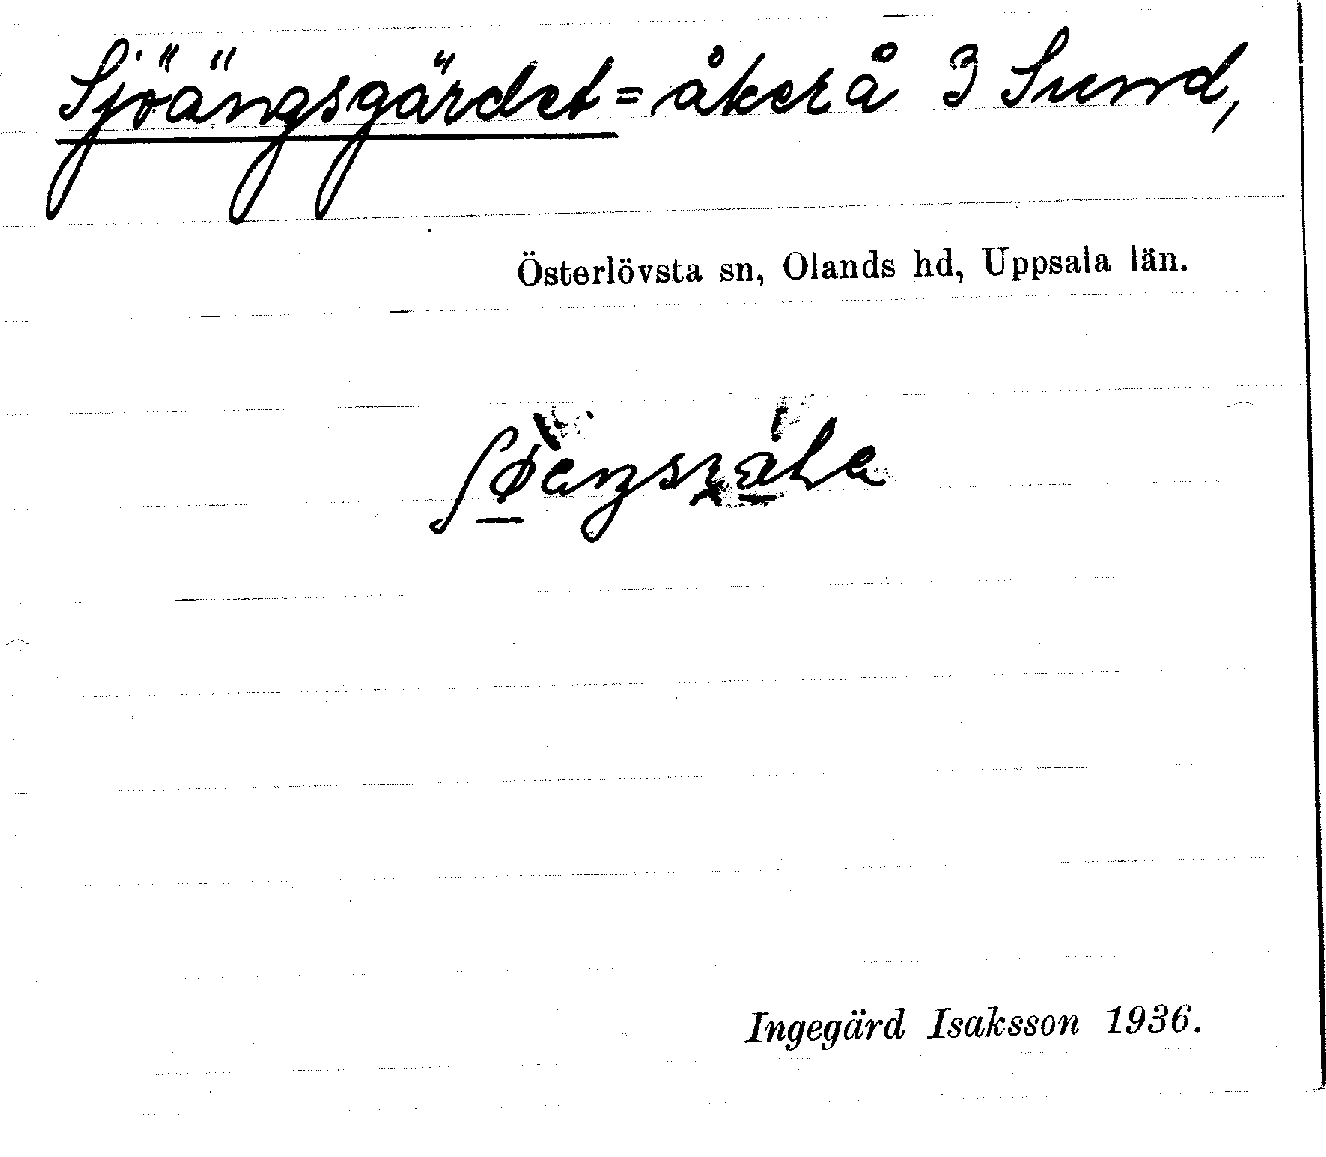 Sjöängsgärdet = åker å 3 Sund,
Österlövsta sn, Olands hd, Uppsala län.
Ingegärd Isaksson 1936.